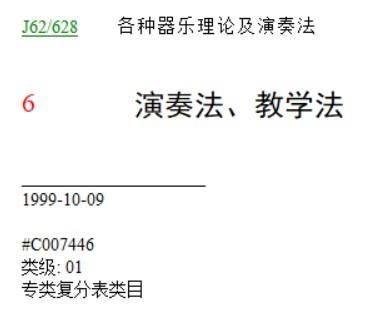 J62/628 各种器乐理论及演奏法
6 演奏法、教学法
1999-10-09
#C007446
类级: 01
专类复分表类目